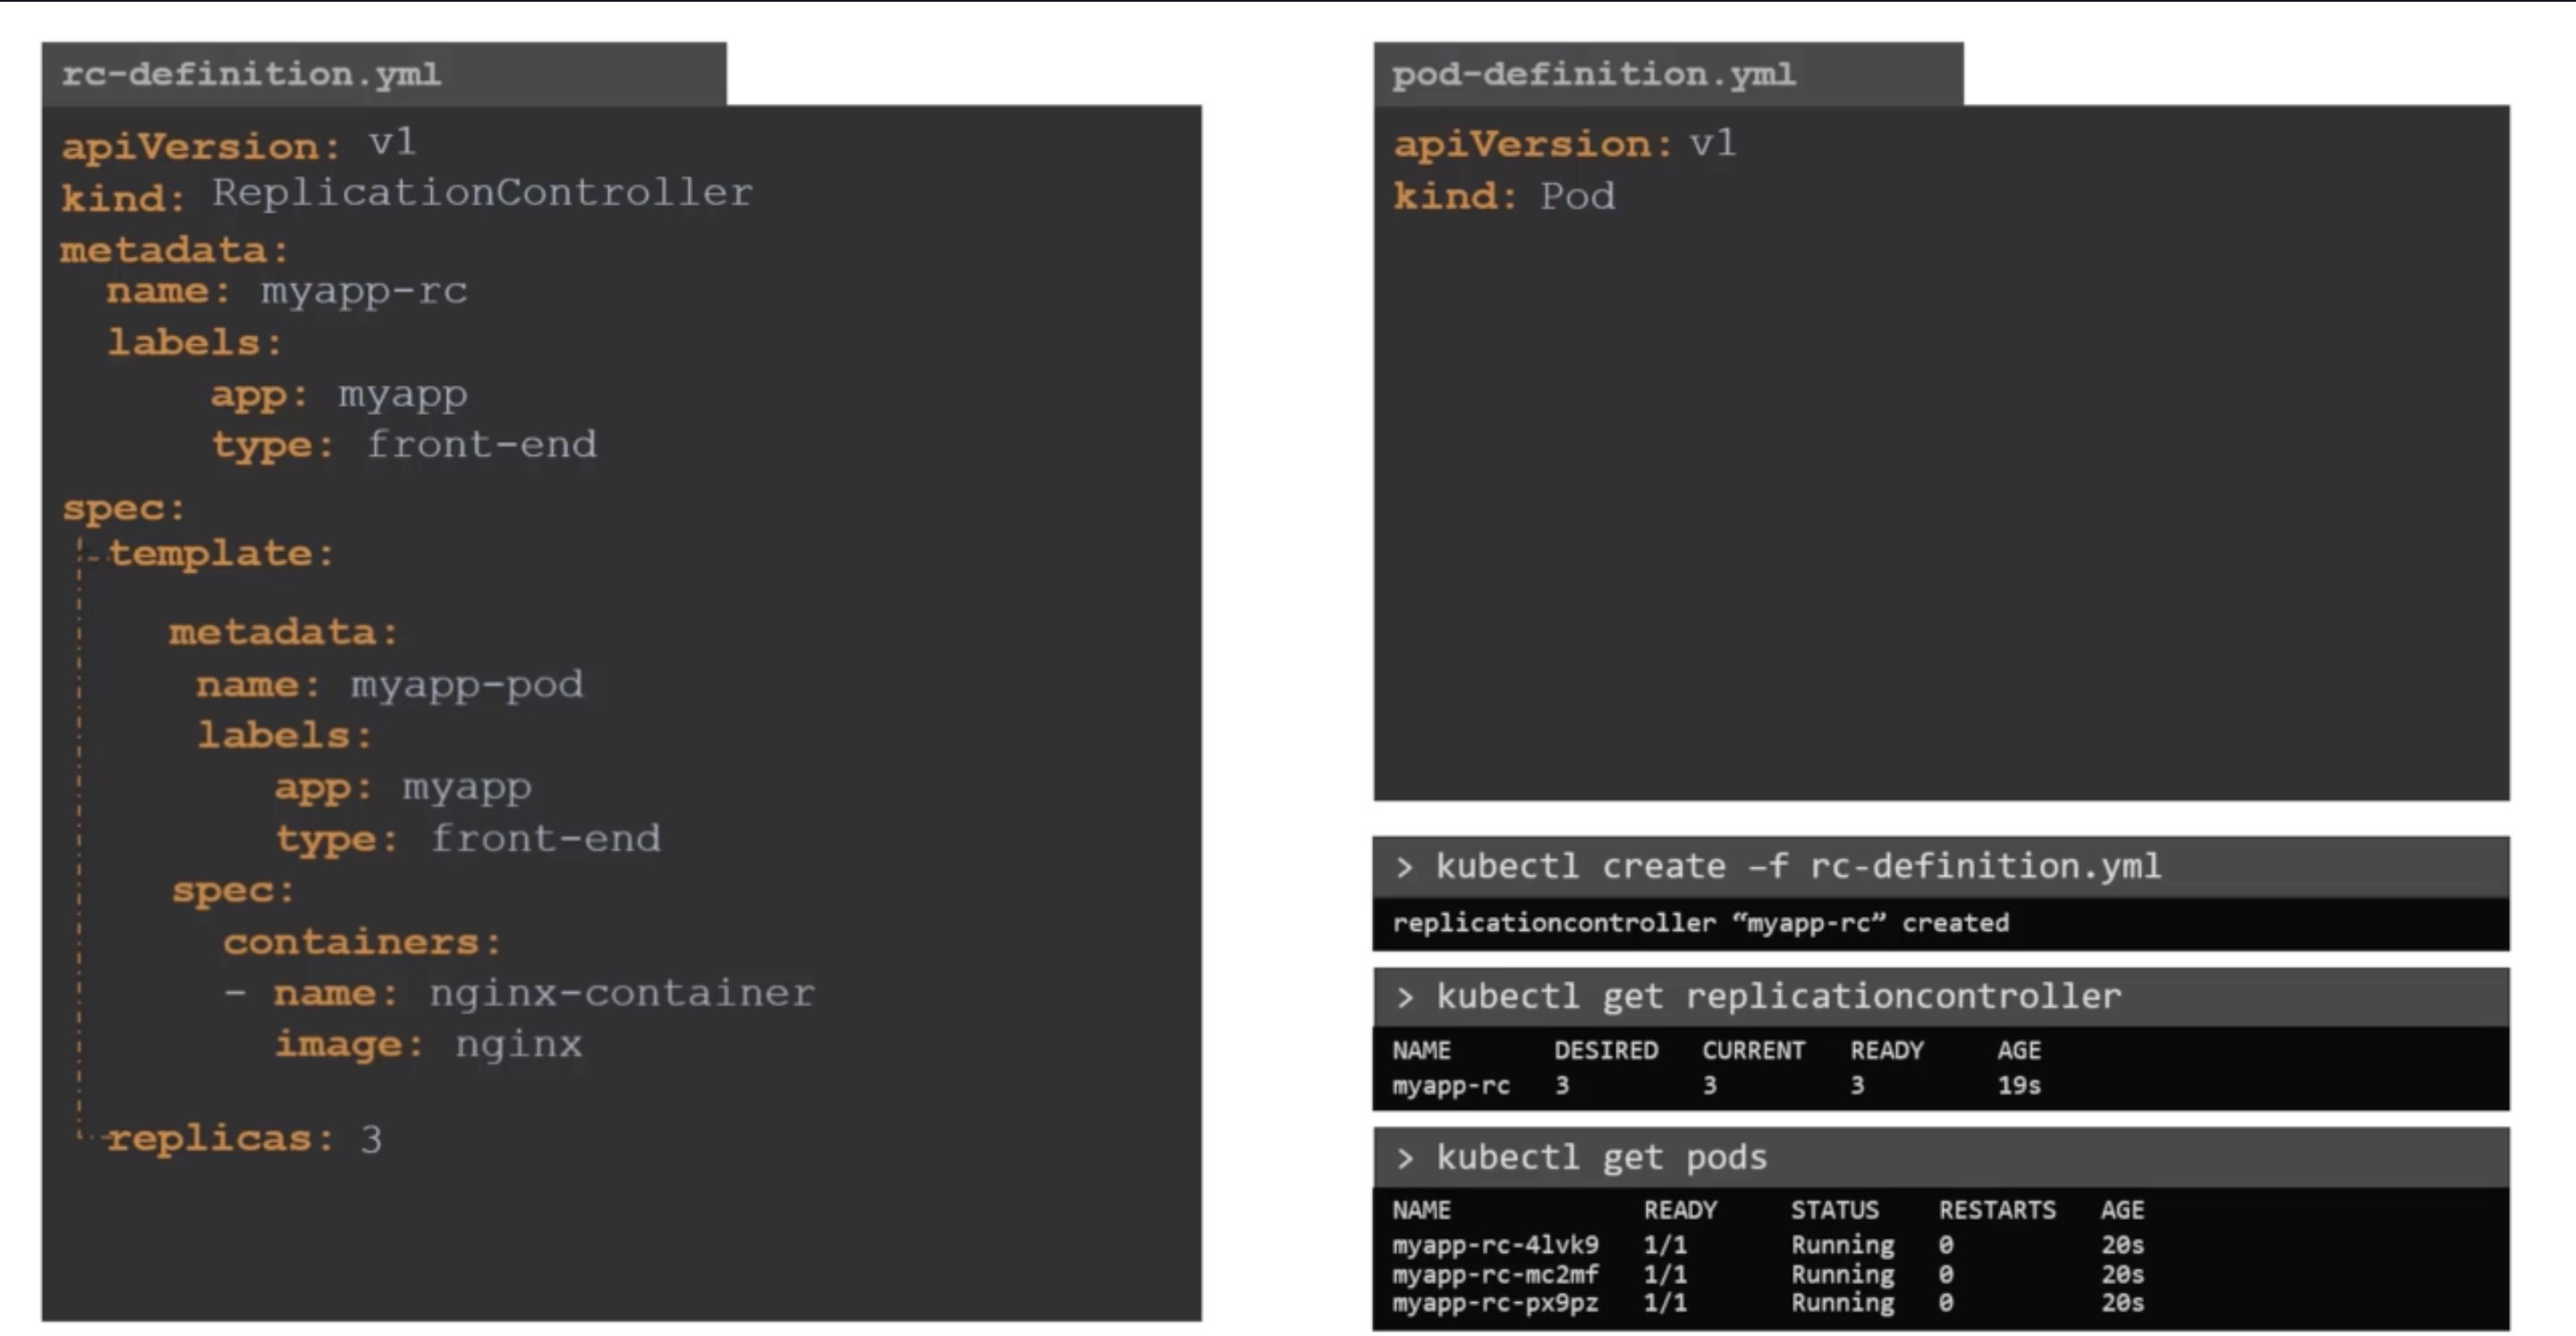 rc-definition.yml
apiVersion: v1
kind: ReplicationController
metadata:
name: myapp-rc
labels:
app: myapp
type: front-end
spec:
template:
metadata:
name: myapp-pod
labels:
app: myapp
type: front-end
spec:
containers:
- name: nginx-container
image: nginx
replicas: 3
pod-definition.yml
apiVersion: v1
kind: Pod
> kubectl create –f rc-definition.yml
replicationcontroller “myapp-rc” created
> kubectl get replicationcontroller
NAME DESIRED CURRENT READY AGE
myapp-rc 3 3 3 19s
> kubectl get pods
NAME READY STATUS RESTARTS AGE
myapp-rc-4lvk9 1/1 Running 0 20s
myapp-rc-mc2mf 1/1 Running 0 20s
myapp-rc-px9pz 1/1 Running 0 20s